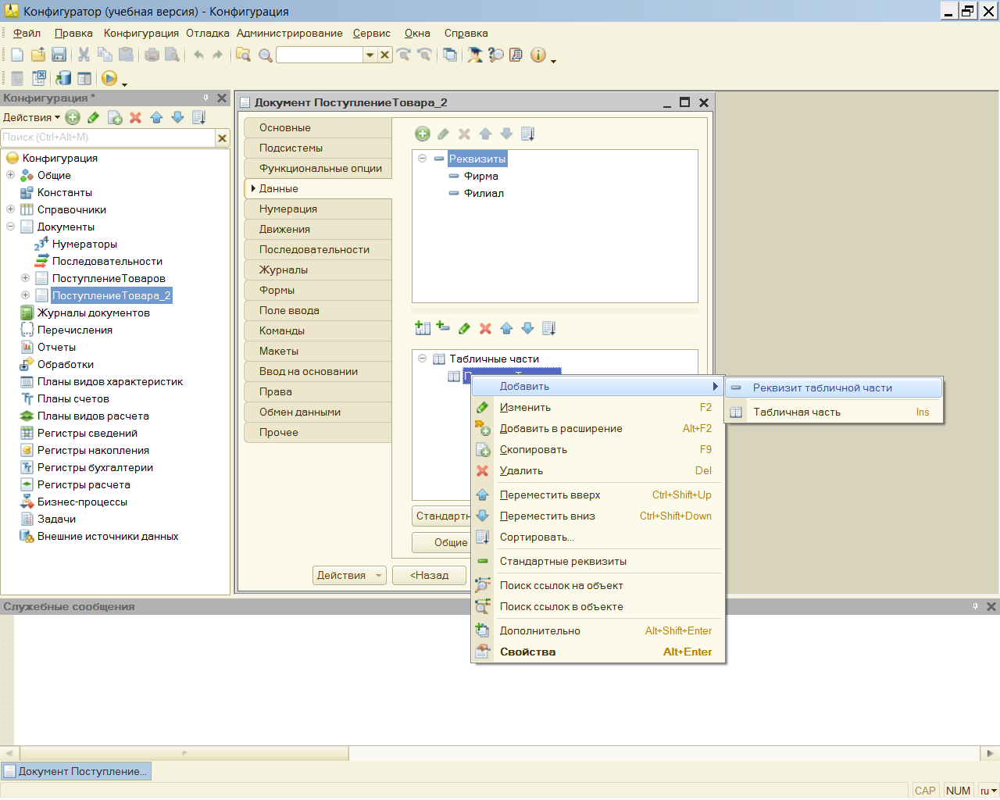 Конфигуратор (учебная версия) - Конфигурация
Файл Правка Конфигурация Отладка Администрирование Сервис Окна Справка
Конфигурация *
Действия
Поиск (Ctrl+Alt+M)
Конфигурация
Общие
Константы
Справочники
Документы
Нумераторы
Последовательности
ПоступлениеТоваров
ПоступлениеТовара_2
Журналы документов
Перечисления
Отчеты
Обработки
Планы видов характеристик
Планы счетов
Планы видов расчета
Регистры сведений
Регистры накопления
Регистры бухгалтерии
Регистры расчета
Бизнес-процессы
Задачи
Внешние источники данных
Документ ПоступлениеТовара_2
Основные
Подсистемы
Функциональные опции
Данные
Нумерация
Движения
Последовательности
Журналы
Формы
Поле ввода
Команды
Макеты
Ввод на основании
Права
Обмен данными
Прочее
Реквизиты
Фирма
Филиал
Табличные части
Стандартн
Общие
Действия
<Назад
Добавить
Изменить F2
Добавить в расширение Alt+F2
Скопировать F9
Удалить Del
Переместить вверх Ctrl+Shift+Up
Переместить вниз Ctrl+Shift+Down
Сортировать...
Стандартные реквизиты
Поиск ссылок на объект
Поиск ссылок в объекте
Дополнительно Alt+Shift+Enter
Свойства Alt+Enter
Реквизит табличной части
Табличная часть Ins
Служебные сообщения
Документ Поступление...
CAP NUM ru